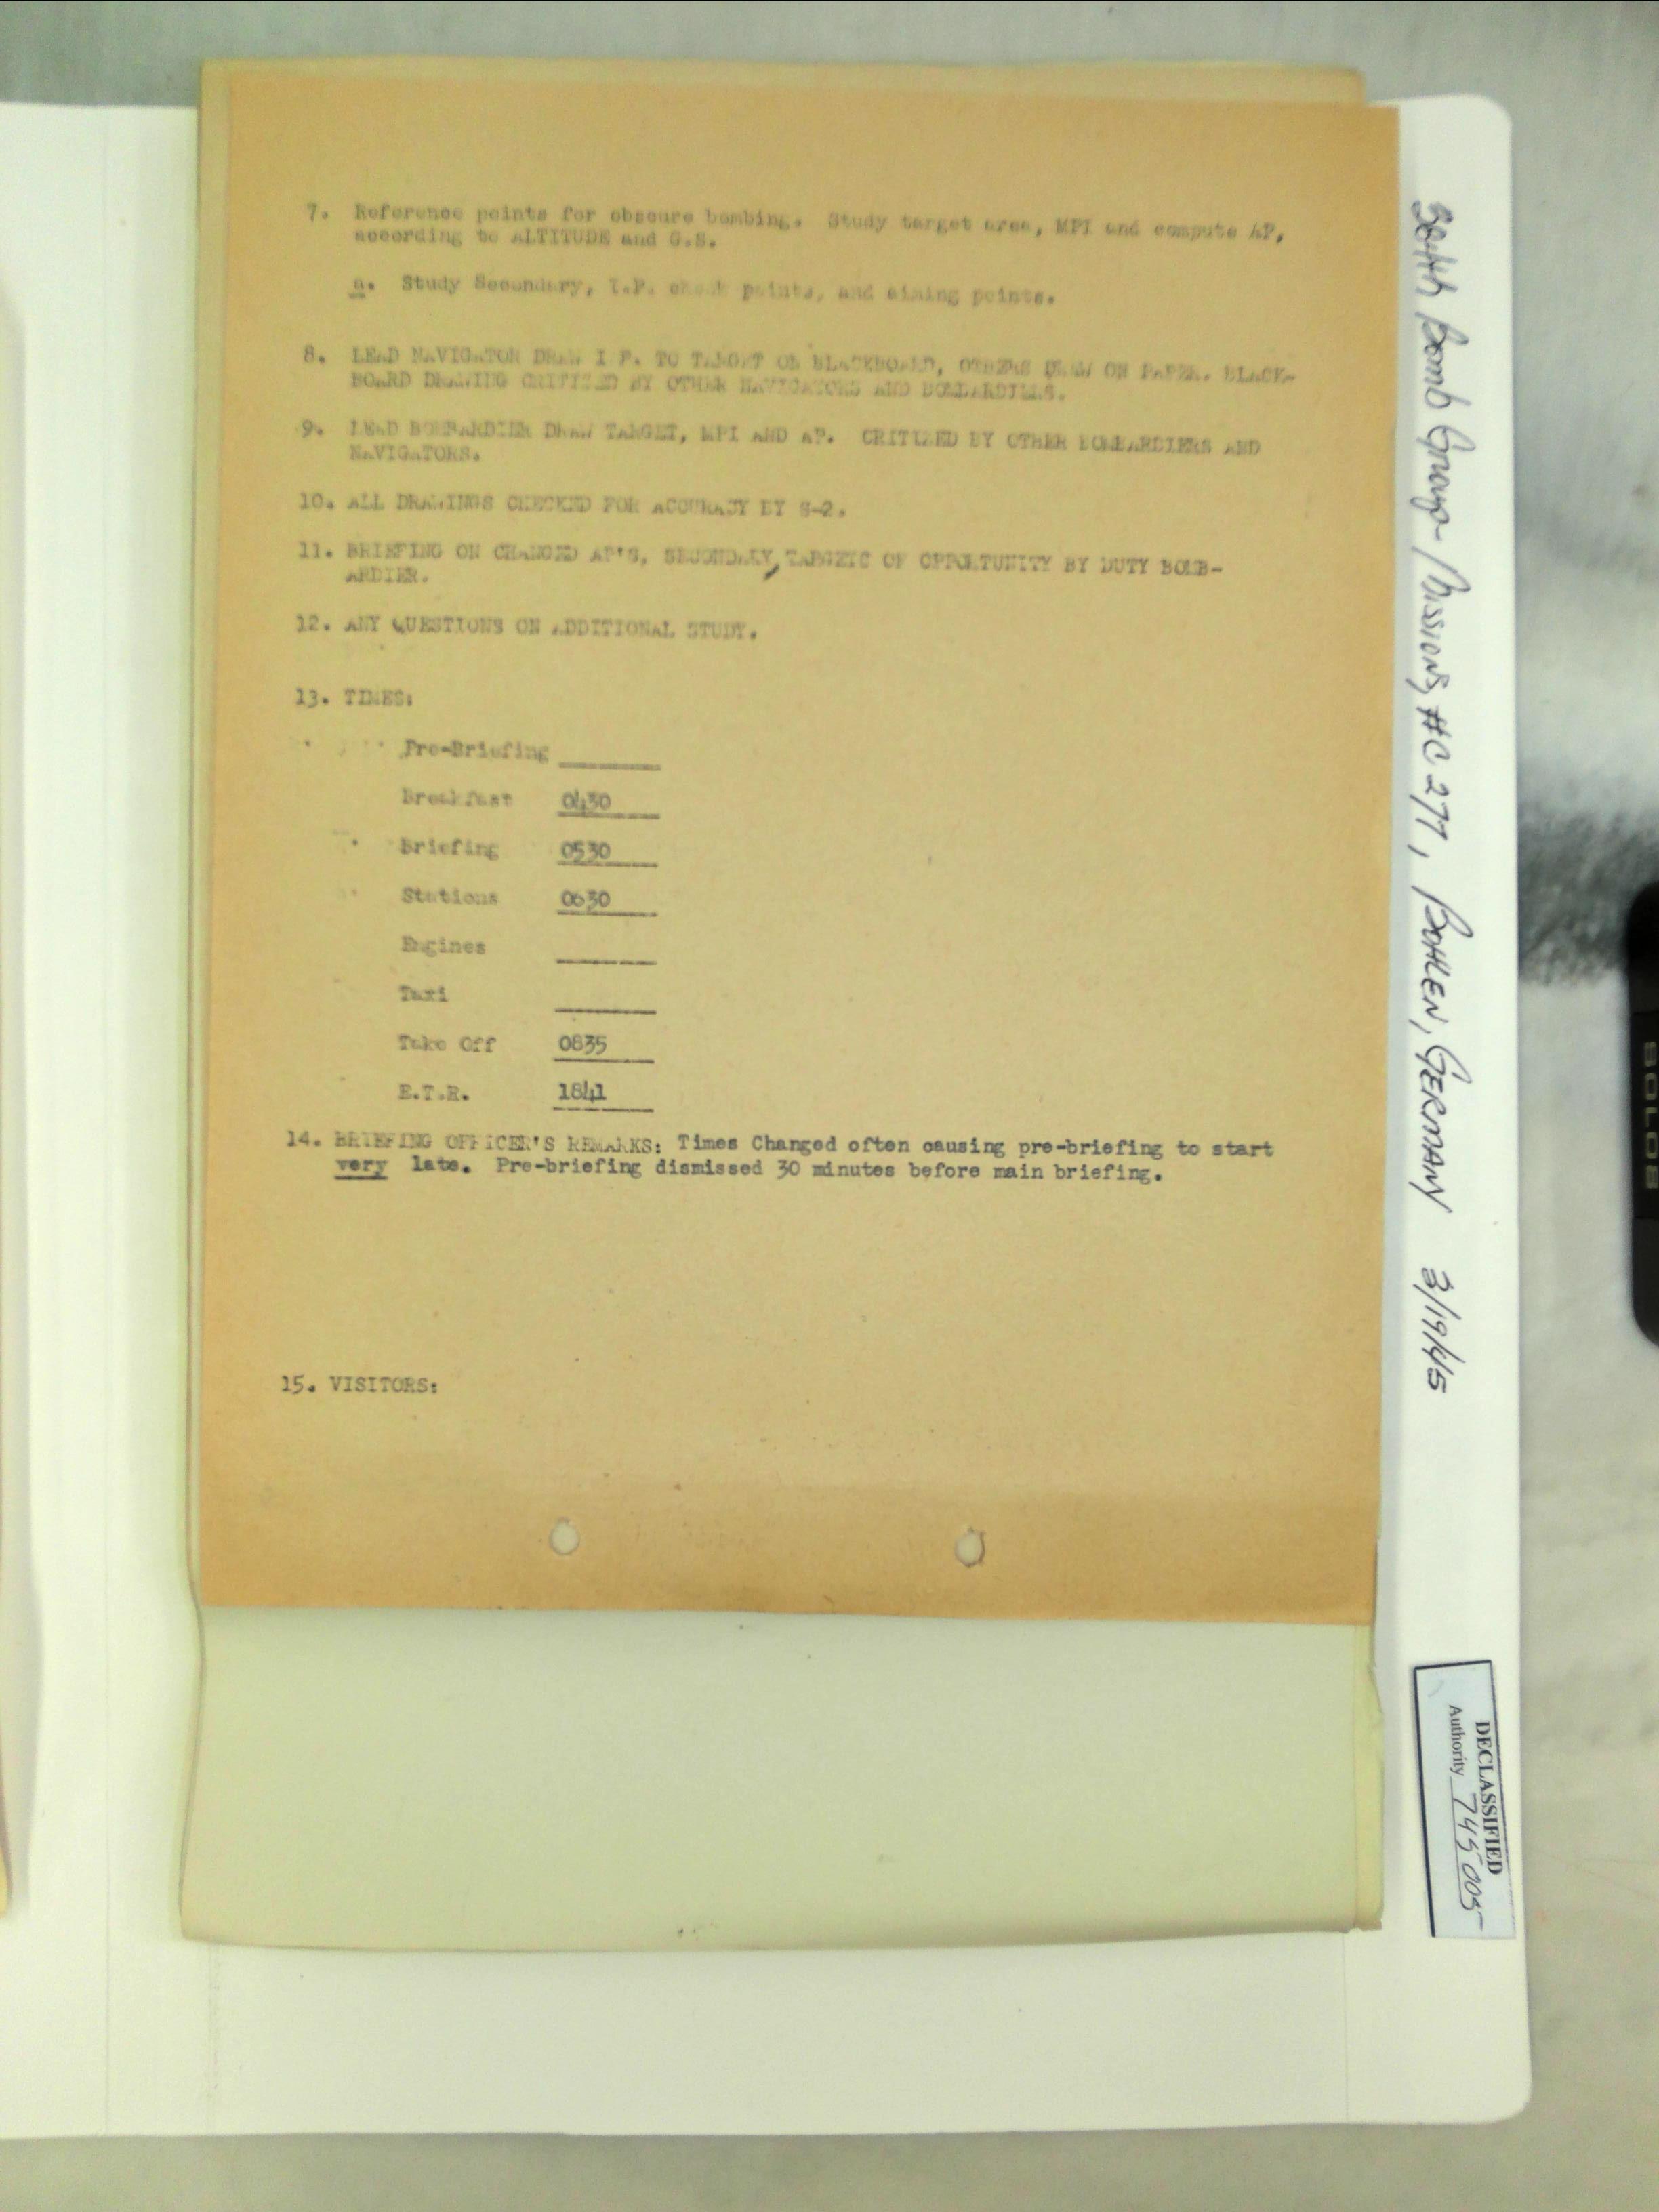 7. Reference points for obscure bombing. Study target area, MPI and compute AP,
according to ALTITUDE and G.S.
a. Study Secondary, I.P. check points, and aiming points.
8. LEAD NAVIGATOR DRAW I P. TO TARGET ON BLACKBOARD, OTHERS DRAW ON PAPER. BLACK-
BOARD DRAWING CRITIZED BY OTHER NAVIGATORS AND BOMBARDIERS.
9. LEAD BOMBARDIER DRAW TARGET, MPI AND AP. CRITIZED BY OTHER BOMBARDIERS AND
NAVIGATORS.
10. ALL DRAWINGS CHECKED FOR ACCURACY BY S-2.
11. BRIEFING ON CHANGED AP'S, SECONDARY, TARGETS OF OPPORTUNITY BY DUTY BOMB-
ARDIER.
12. ANY QUESTIONS ON ADDITIONAL STUDY.
13. TIMES:
Pre-Briefing
Breakfast 0430
Briefing 0530
Stations 0630
Engines
Taxi
Take Off 0835
E.T.R. 1841
14. BRIEFING OFFICER'S REMARKS: Times Changed often causing pre-briefing to start
very late. Pre-briefing dismissed 30 minutes before main briefing.
15. VISITORS:
Bomb Group - Mission, #C 277, BOHLEN, GERMANY 3/19/45
DECLASSIFIED
Authority 745005